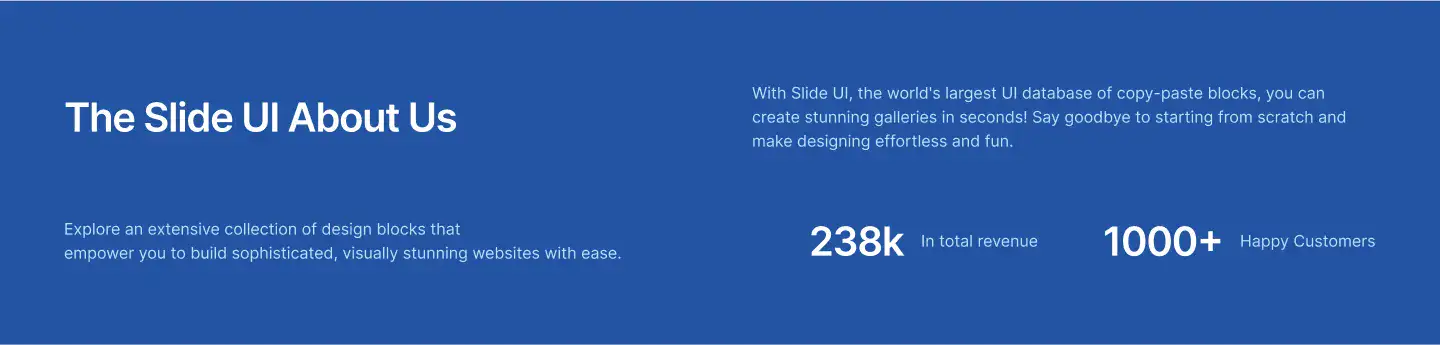 The Slide UI About Us
With Slide UI, the world's largest UI database of copy-paste blocks, you can
create stunning galleries in seconds! Say goodbye to starting from scratch and
make designing effortless and fun.
Explore an extensive collection of design blocks that
empower you to build sophisticated, visually stunning websites with ease.
238k In total revenue
1000+ Happy Customers